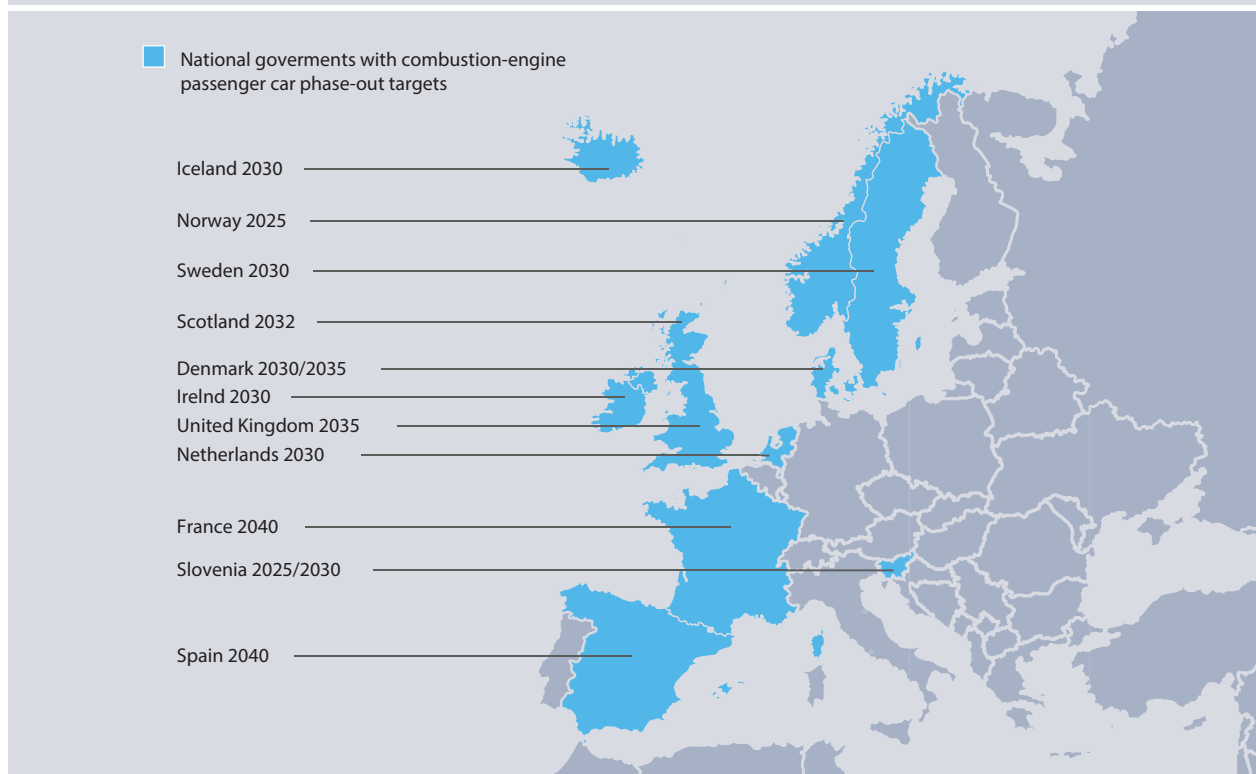 National goverments with combustion-engine
passenger car phase-out targets
Iceland 2030
Norway 2025
Sweden 2030
Scotland 2032
Denmark 2030/2035
Irelnd 2030
United Kingdom 2035
Netherlands 2030
France 2040
Slovenia 2025/2030
Spain 2040